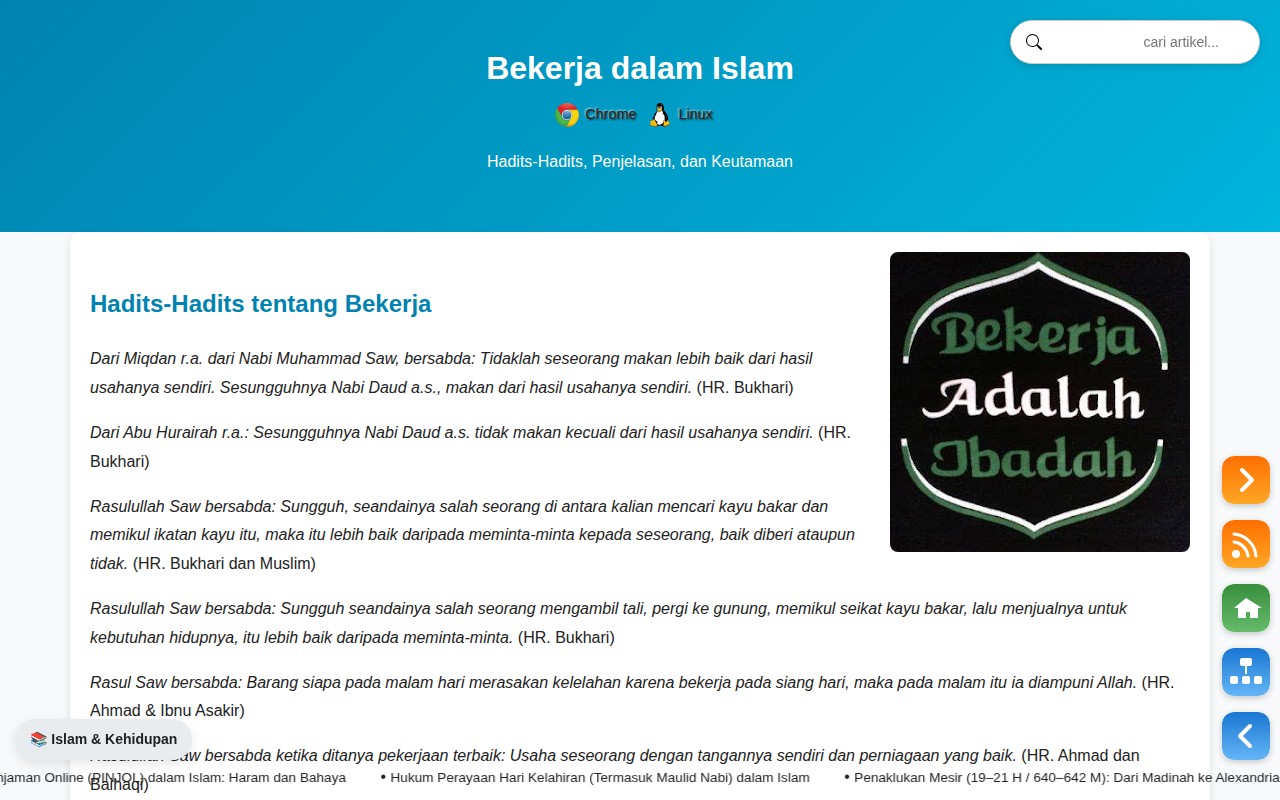 cari artikel...
Bekerja dalam Islam
Chrome Linux
Hadits-Hadits, Penjelasan, dan Keutamaan
Hadits-Hadits tentang Bekerja
Dari Miqdan r.a. dari Nabi Muhammad Saw, bersabda: Tidaklah seseorang makan lebih baik dari hasil
usahanya sendiri. Sesungguhnya Nabi Daud a.s., makan dari hasil usahanya sendiri. (HR. Bukhari)
Dari Abu Hurairah r.a.: Sesungguhnya Nabi Daud a.s. tidak makan kecuali dari hasil usahanya sendiri. (HR.
Bukhari)
Rasulullah Saw bersabda: Sungguh, seandainya salah seorang di antara kalian mencari kayu bakar dan
memikul ikatan kayu itu, maka itu lebih baik daripada meminta-minta kepada seseorang, baik diberi ataupun
tidak. (HR. Bukhari dan Muslim)
Bekerja
Adalah
Ibadah
Rasulullah Saw bersabda: Sungguh seandainya salah seorang mengambil tali, pergi ke gunung, memikul seikat kayu bakar, lalu menjualnya untuk
kebutuhan hidupnya, itu lebih baik daripada meminta-minta. (HR. Bukhari)
Rasul Saw bersabda: Barang siapa pada malam hari merasakan kelelahan karena bekerja pada siang hari, maka pada malam itu ia diampuni Allah. (HR.
Ahmad & Ibnu Asakir)
📚 Islam & Kehidupan
Rasulullah Saw bersabda ketika ditanya pekerjaan terbaik: Usaha seseorang dengan tangannya sendiri dan perniagaan yang baik. (HR. Ahmad dan
Baihaqi)
njaman Online (PINJOL) dalam Islam: Haram dan Bahaya • Hukum Perayaan Hari Kelahiran (Termasuk Maulid Nabi) dalam Islam • Penaklukan Mesir (19–21 H / 640–642 M): Dari Madinah ke Alexandria